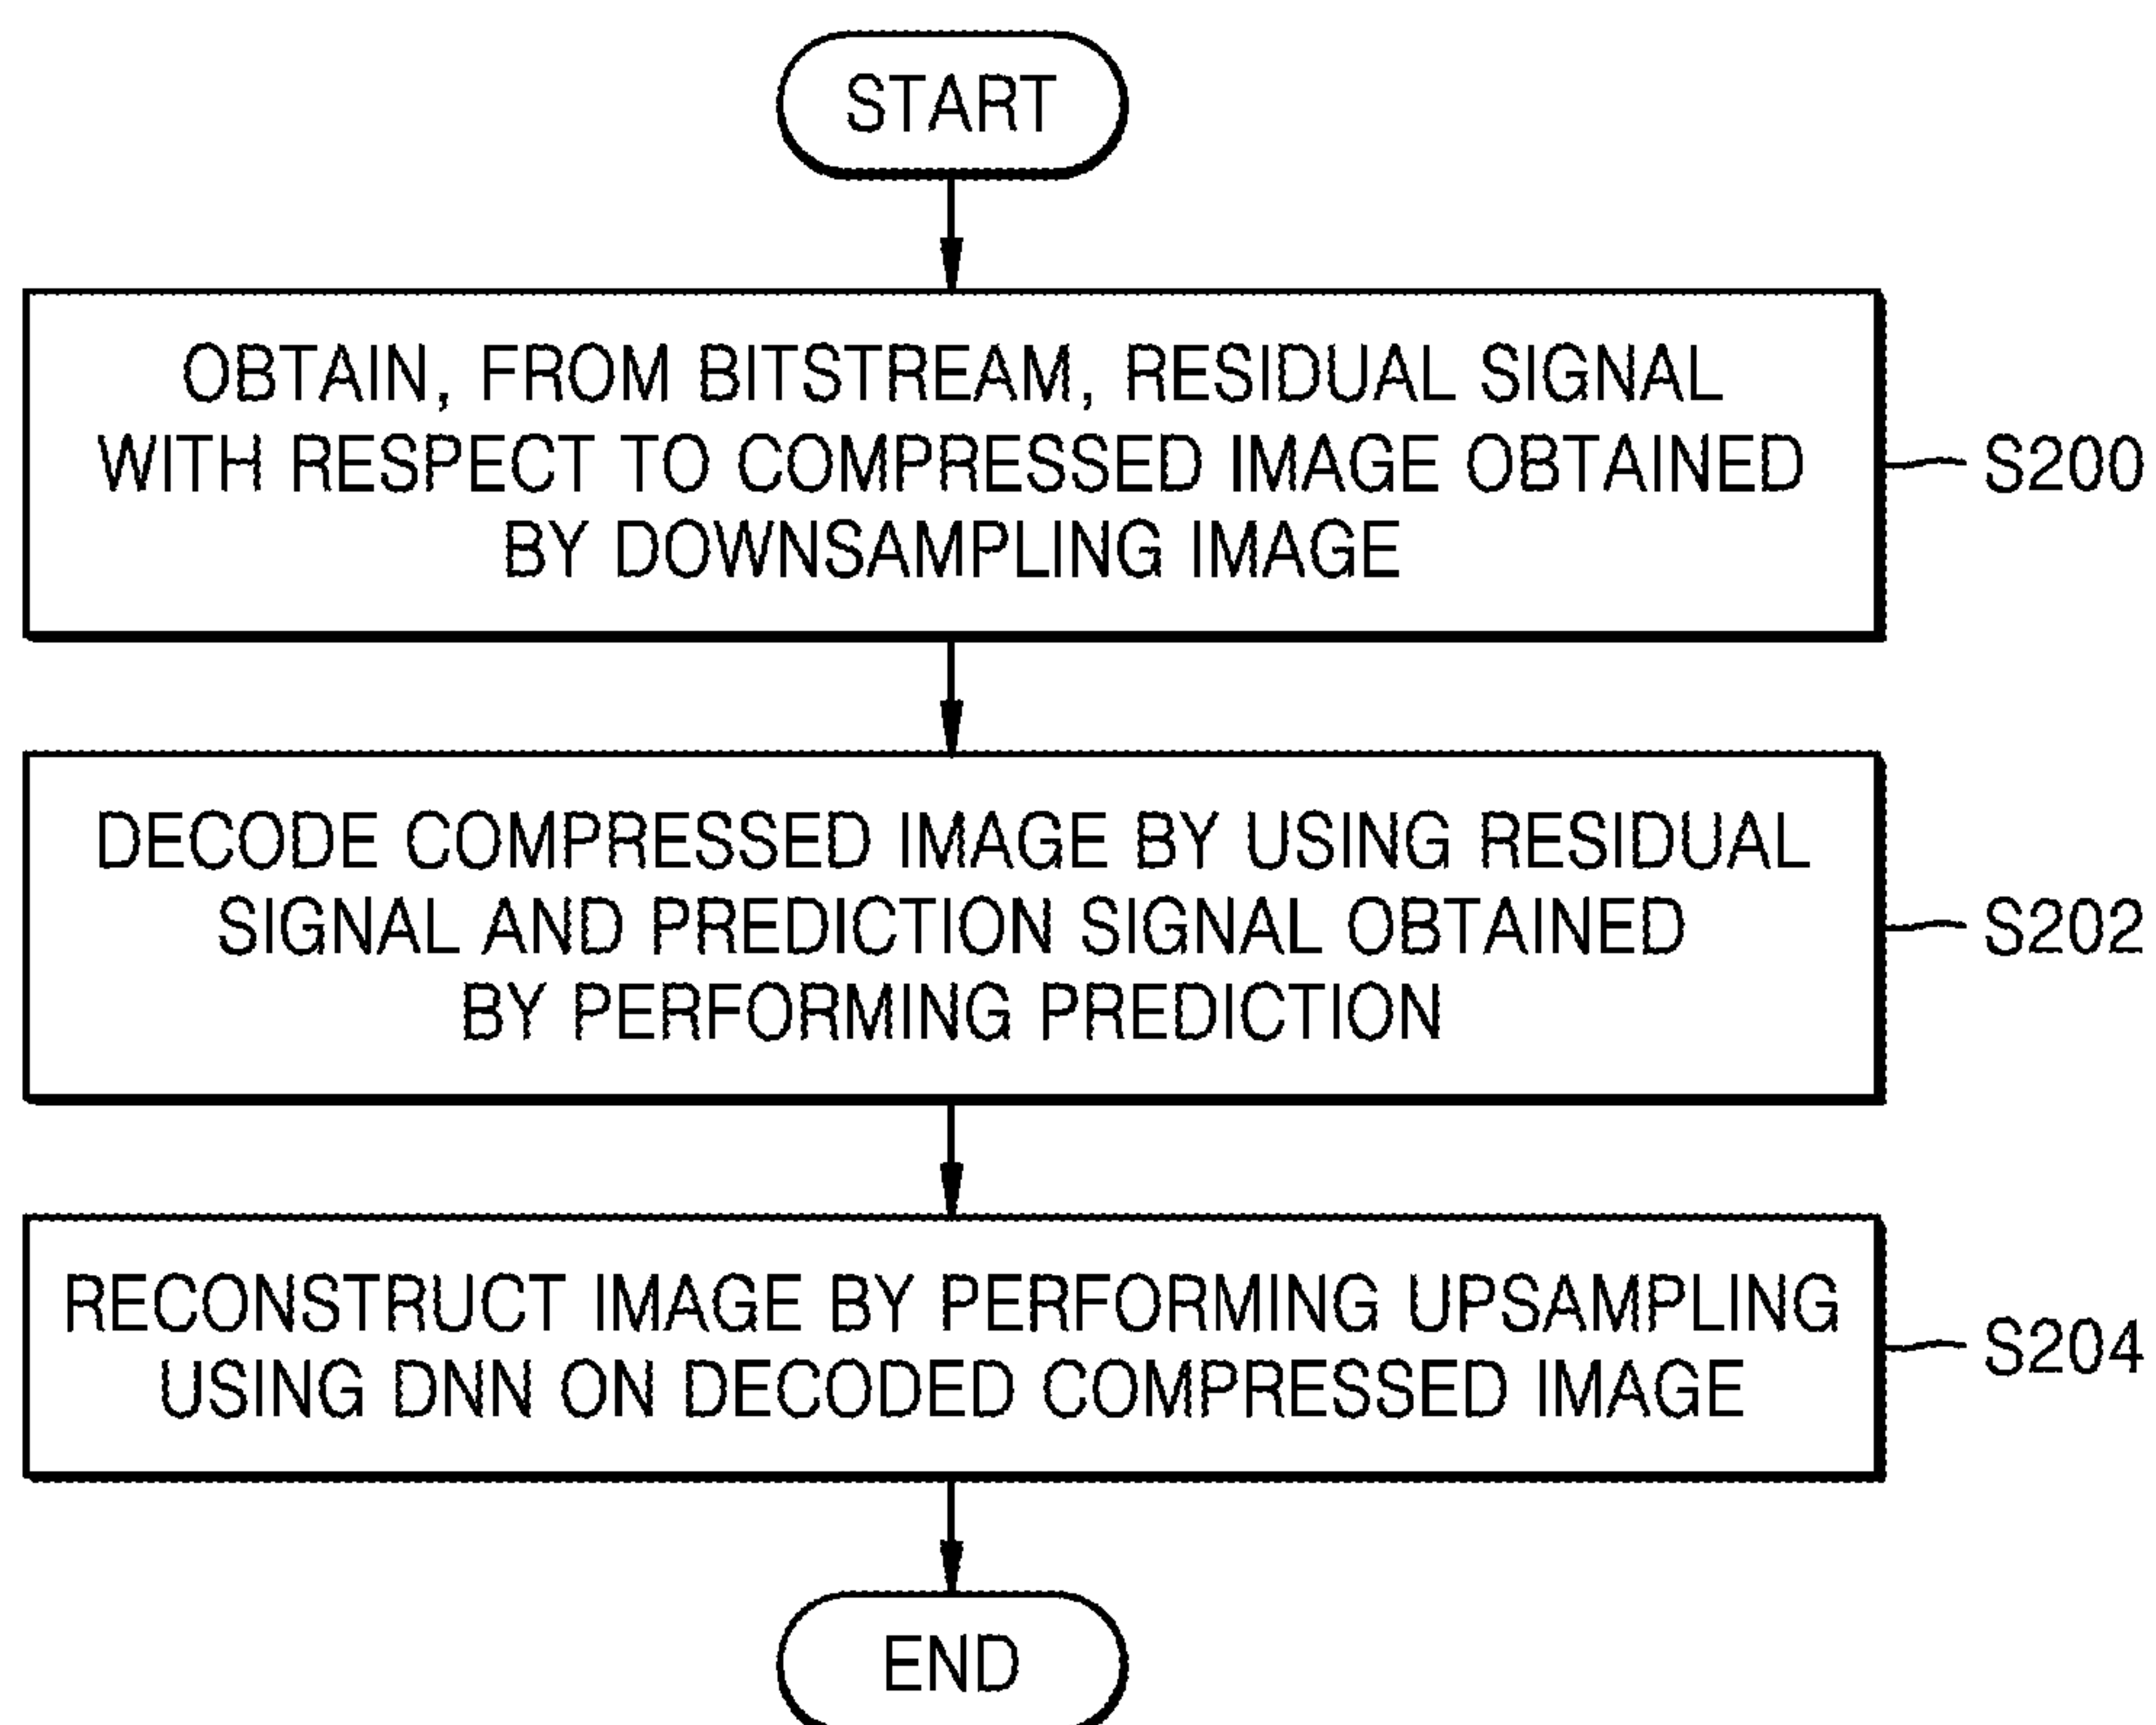 START
OBTAIN, FROM BITSTREAM, RESIDUAL SIGNAL
WITH RESPECT TO COMPRESSED IMAGE OBTAINED
BY DOWNSAMPLING IMAGE
S200
DECODE COMPRESSED IMAGE BY USING RESIDUAL
SIGNAL AND PREDICTION SIGNAL OBTAINED
BY PERFORMING PREDICTION
S202
RECONSTRUCT IMAGE BY PERFORMING UPSAMPLING
USING DNN ON DECODED COMPRESSED IMAGE
S204
END